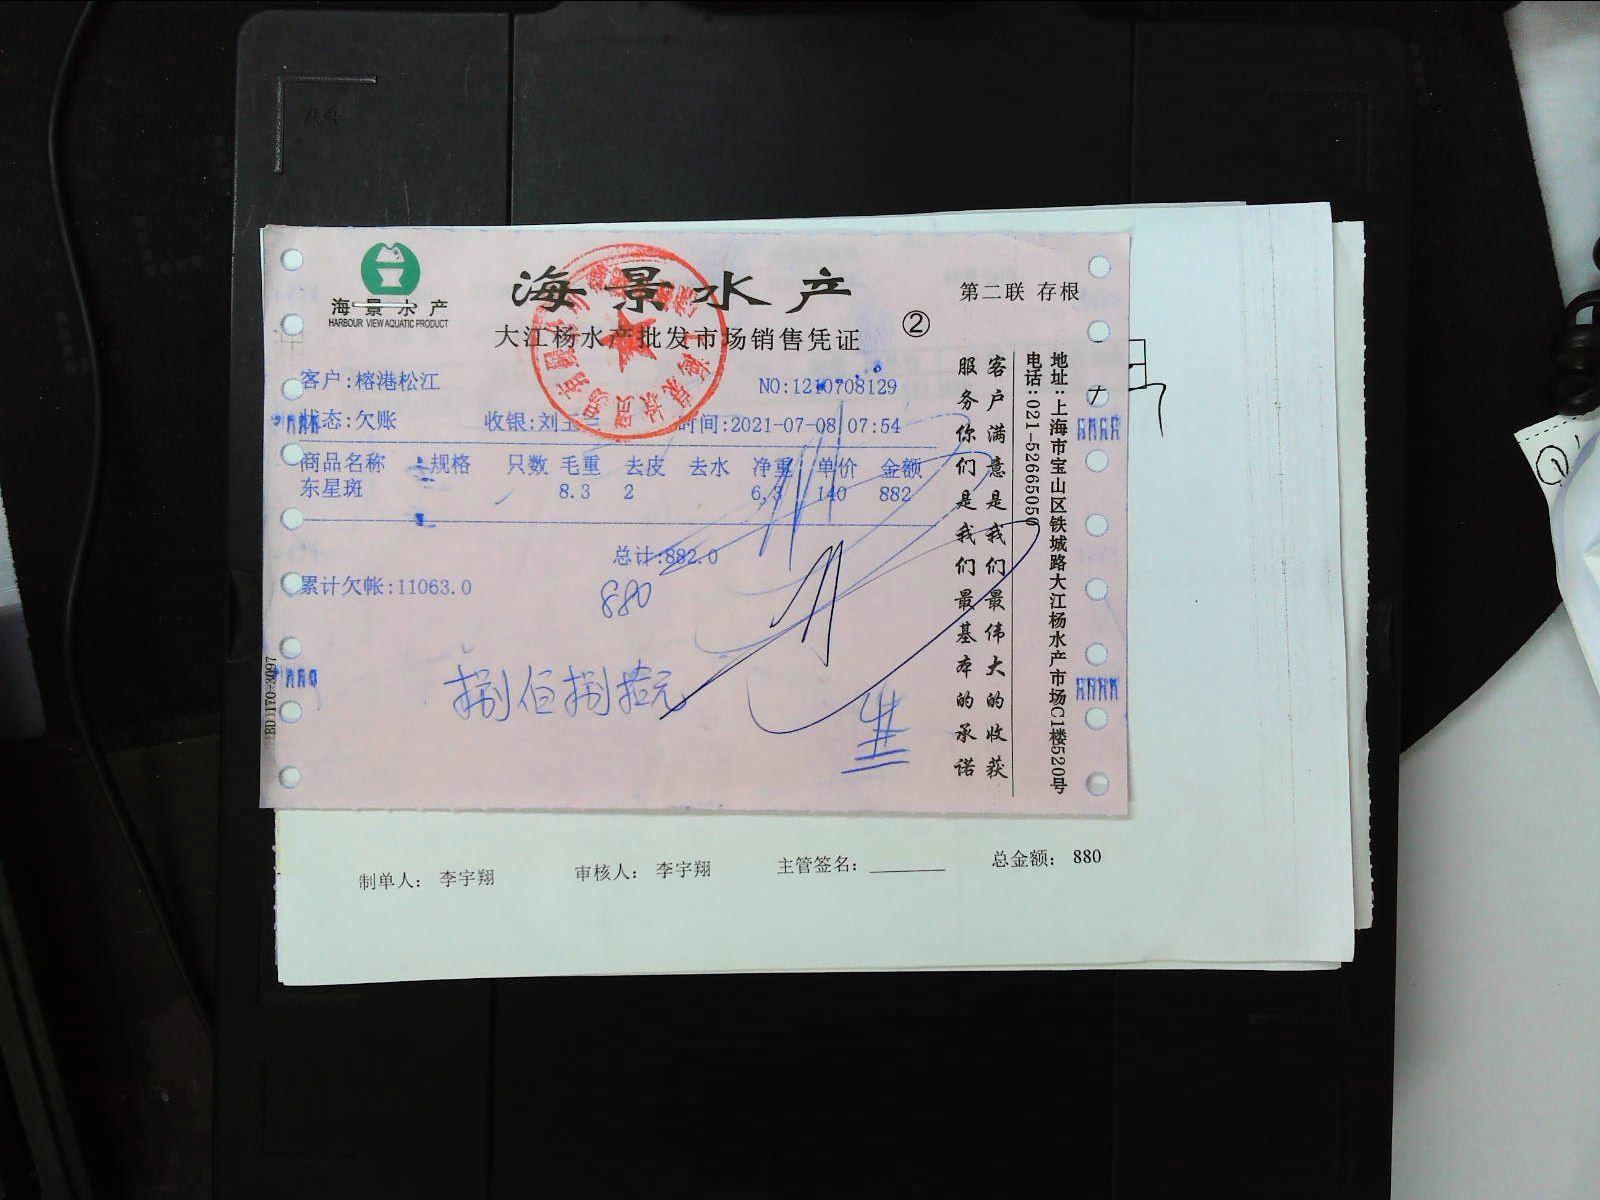 海景水产
HARBOUR VIEW AQUATIC PRODUCT
海景水产
第二联 存根
大江杨水产批发市场销售凭证 ②
客户:榕港松江
NO:1210708129
状态:欠账 收银:刘 时间:2021-07-08 07:54
商品名称 规格 只数 毛重 去皮 去水 净重 单价 金额
东星斑 8.3 2 6.3 140 882
总计:882.0
880
累计欠帐:11063.0
捌佰捌拾元
客户满意是我们最伟大的收获
服务你们是我们最基本的承诺
地址:上海市宝山区铁城路大江杨水产市场C1楼520号
电话:021-52665050
制单人: 李宇翔 审核人: 李宇翔 主管签名: 总金额: 880
A4